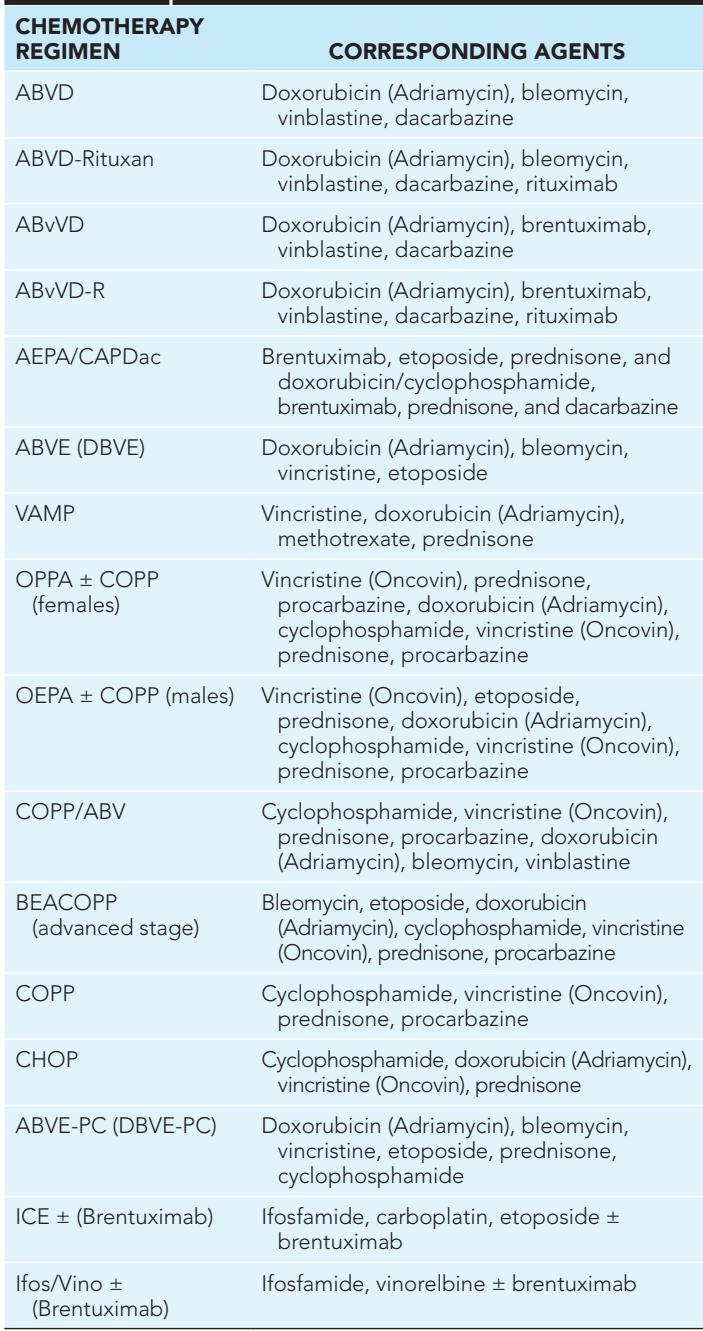 CHEMOTHERAPY
REGIMEN
CORRESPONDING AGENTS
ABVD
Doxorubicin (Adriamycin), bleomycin,
vinblastine, dacarbazine
ABVD-Rituxan
Doxorubicin (Adriamycin), bleomycin,
vinblastine, dacarbazine, rituximab
ABvVD
Doxorubicin (Adriamycin), brentuximab,
vinblastine, dacarbazine
ABvVD-R
Doxorubicin (Adriamycin), brentuximab,
vinblastine, dacarbazine, rituximab
AEPA/CAPDac
Brentuximab, etoposide, prednisone, and
doxorubicin/cyclophosphamide,
brentuximab, prednisone, and dacarbazine
ABVE (DBVE)
Doxorubicin (Adriamycin), bleomycin,
vincristine, etoposide
VAMP
Vincristine, doxorubicin (Adriamycin),
methotrexate, prednisone
OPPA ± COPP
(females)
Vincristine (Oncovin), prednisone,
procarbazine, doxorubicin (Adriamycin),
cyclophosphamide, vincristine (Oncovin),
prednisone, procarbazine
OEPA ± COPP (males)
Vincristine (Oncovin), etoposide,
prednisone, doxorubicin (Adriamycin),
cyclophosphamide, vincristine (Oncovin),
prednisone, procarbazine
COPP/ABV
Cyclophosphamide, vincristine (Oncovin),
prednisone, procarbazine, doxorubicin
(Adriamycin), bleomycin, vinblastine
BEACOPP
(advanced stage)
Bleomycin, etoposide, doxorubicin
(Adriamycin), cyclophosphamide, vincristine
(Oncovin), prednisone, procarbazine
COPP
Cyclophosphamide, vincristine (Oncovin),
prednisone, procarbazine
CHOP
Cyclophosphamide, doxorubicin (Adriamycin),
vincristine (Oncovin), prednisone
ABVE-PC (DBVE-PC)
Doxorubicin (Adriamycin), bleomycin,
vincristine, etoposide, prednisone,
cyclophosphamide
ICE ± (Brentuximab)
Ifosfamide, carboplatin, etoposide ±
brentuximab
Ifos/Vino ±
(Brentuximab)
Ifosfamide, vinorelbine ± brentuximab